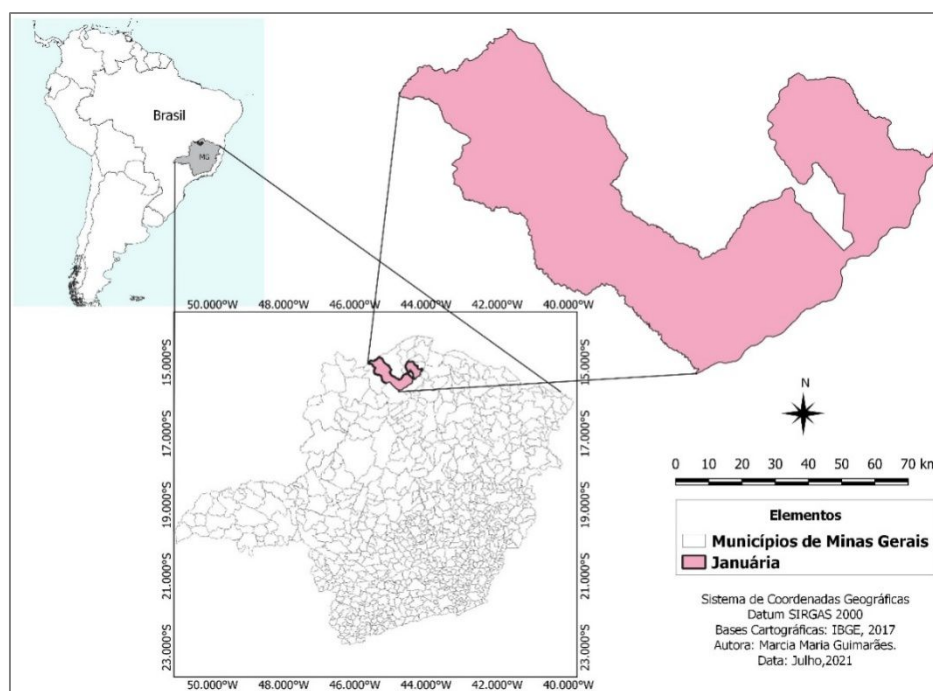 Brasil
MG
50.000°W 48.000°W 46.000°W 44.000°W 42.000°W 40.000°W
15.000°S
17.000°S
19.000°S
21.000°S
23.000°S
15.000°S
17.000°S
19.000°S
21.000°S
23.000°S
50.000°W 48.000°W 46.000°W 44.000°W 42.000°W 40.000°W
N
0 10 20 30 40 50 60 70 km
Elementos
Municípios de Minas Gerais
Januária
Sistema de Coordenadas Geográficas
Datum SIRGAS 2000
Bases Cartográficas: IBGE, 2017
Autora: Marcia Maria Guimarães.
Data: Julho,2021